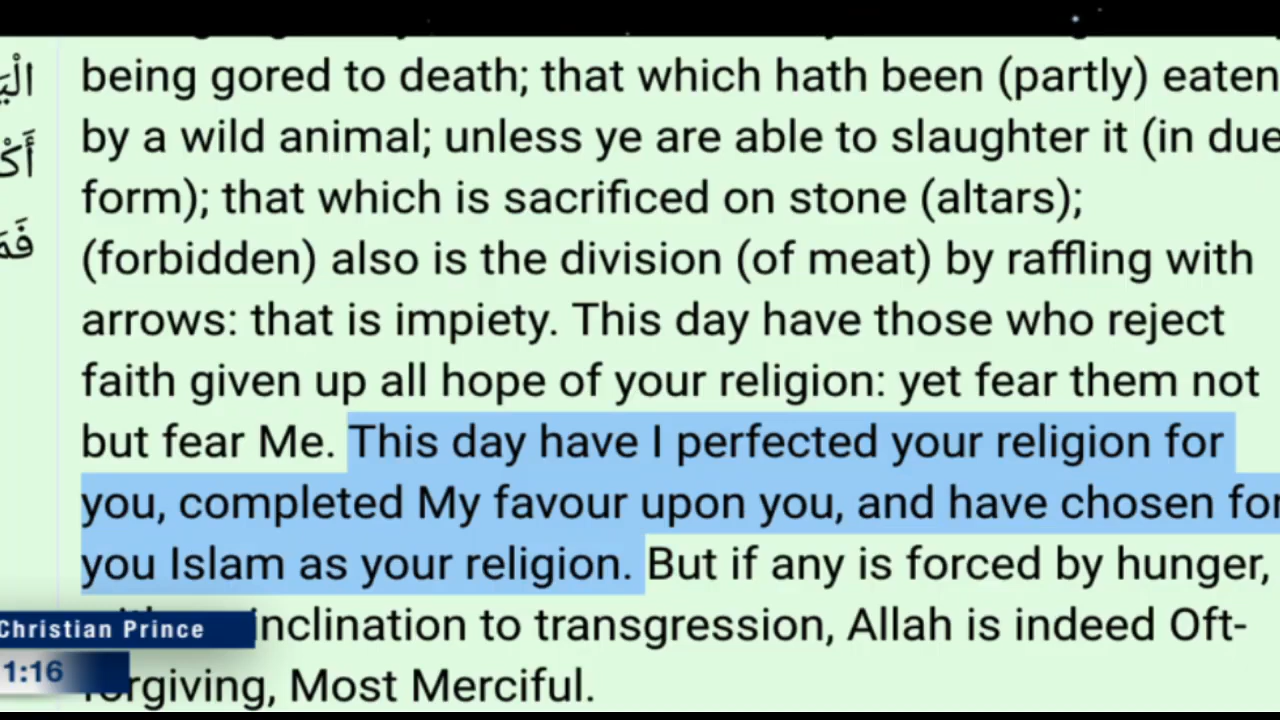 being gored to death; that which hath been (partly) eaten
by a wild animal; unless ye are able to slaughter it (in due
form); that which is sacrificed on stone (altars);
(forbidden) also is the division (of meat) by raffling with
arrows: that is impiety. This day have those who reject
faith given up all hope of your religion: yet fear them not
but fear Me. This day have I perfected your religion for
you, completed My favour upon you, and have chosen for
you Islam as your religion. But if any is forced by hunger,
inclination to transgression, Allah is indeed Oft-
forgiving, Most Merciful.
Christian Prince
1:16